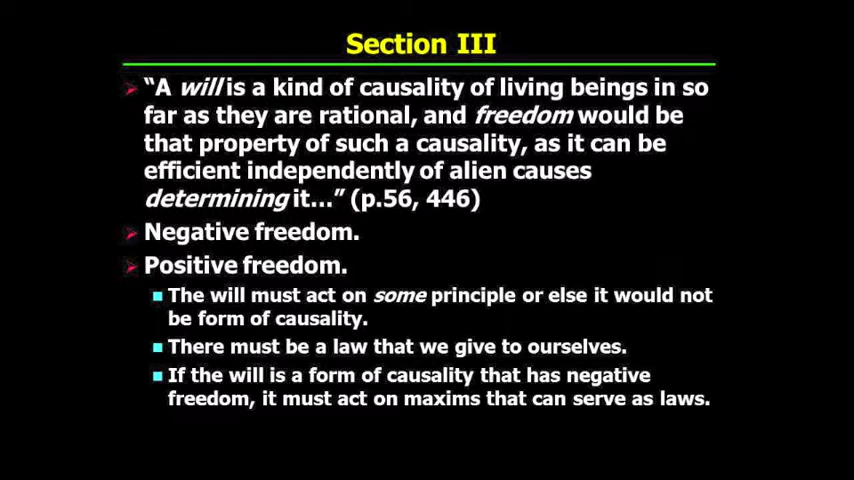 Section III
“A will is a kind of causality of living beings in so
far as they are rational, and freedom would be
that property of such a causality, as it can be
efficient independently of alien causes
determining it…” (p.56, 446)
Negative freedom.
Positive freedom.
The will must act on some principle or else it would not
be form of causality.
There must be a law that we give to ourselves.
If the will is a form of causality that has negative
freedom, it must act on maxims that can serve as laws.